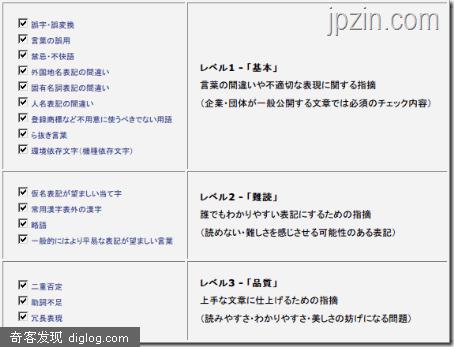 jpzin.com
誤字・誤変換
言葉の誤用
禁忌・不快語
外国地名表記の間違い
固有名詞表記の間違い
人名表記の間違い
登録商標など不用意に使うべきでない用語
ら抜き言葉
環境依存文字(機種依存文字)
レベル1 - 「基本」
言葉の間違いや不適切な表現に関する指摘
(企業・団体が一般公開する文章では必須のチェック内容)
仮名表記が望ましい当て字
常用漢字表外の漢字
略語
一般的にはより平易な表記が望ましい言葉
レベル2 - 「難読」
誰でもわかりやすい表記にするための指摘
(読めない・難しさを感じさせる可能性のある表記)
二重否定
助詞不足
冗長表現
レベル3 - 「品質」
上手な文章に仕上げるための指摘
(読みやすさ・わかりやすさ・美しさの妨げになる問題)
奇客发现 diglog.com